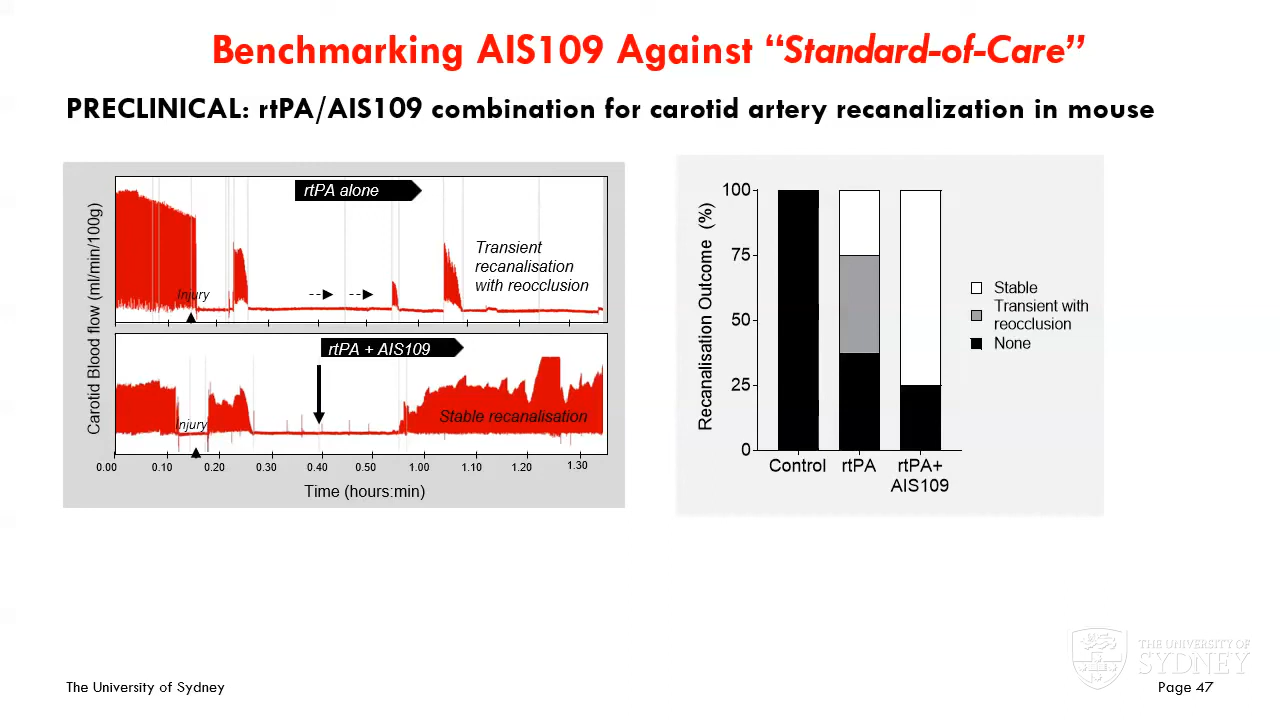 Benchmarking AIS109 Against “Standard-of-Care”
PRECLINICAL: rtPA/AIS109 combination for carotid artery recanalization in mouse
Carotid Blood flow (ml/min/100g)
rtPA alone
Transient
recanalisation
with reocclusion
Injury
rtPA + AIS109
Stable recanalisation
Injury
0.00 0.10 0.20 0.30 0.40 0.50 1.00 1.10 1.20 1.30
Time (hours:min)
Recanalisation Outcome (%)
100
75
50
25
0
Control rtPA rtPA+
AIS109
Stable
Transient with
reocclusion
None
THE UNIVERSITY OF
SYDNEY
The University of Sydney
Page 47